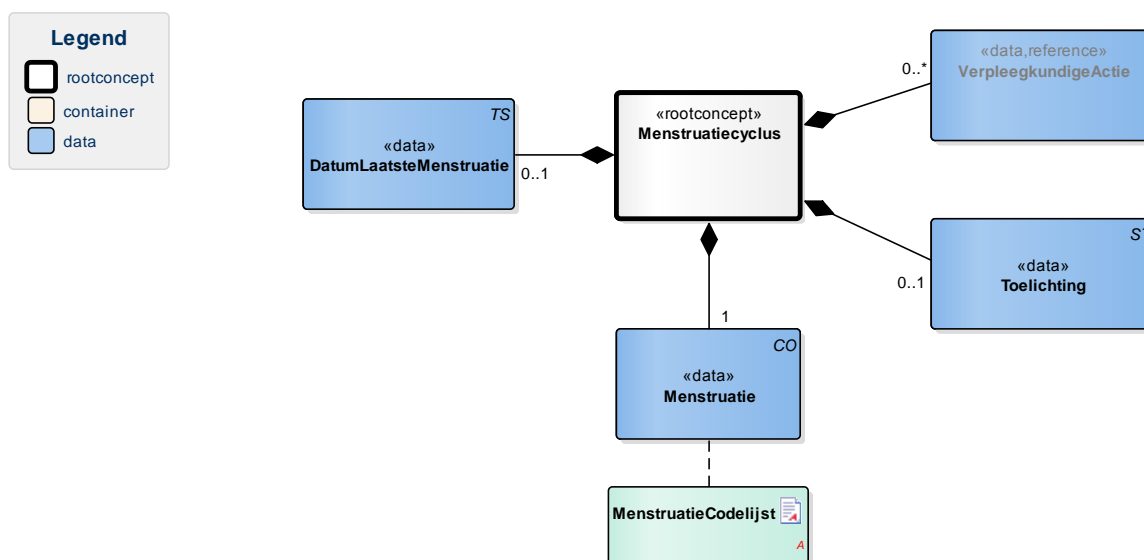 Legend
rootconcept
container
data
«data,reference»
VerpleegkundigeActie
0..*
TS
«data»
DatumLaatsteMenstruatie
0..1
«rootconcept»
Menstruatiecyclus
«data»
Toelichting
0..1
1
CO
«data»
Menstruatie
MenstruatieCodelijst
A